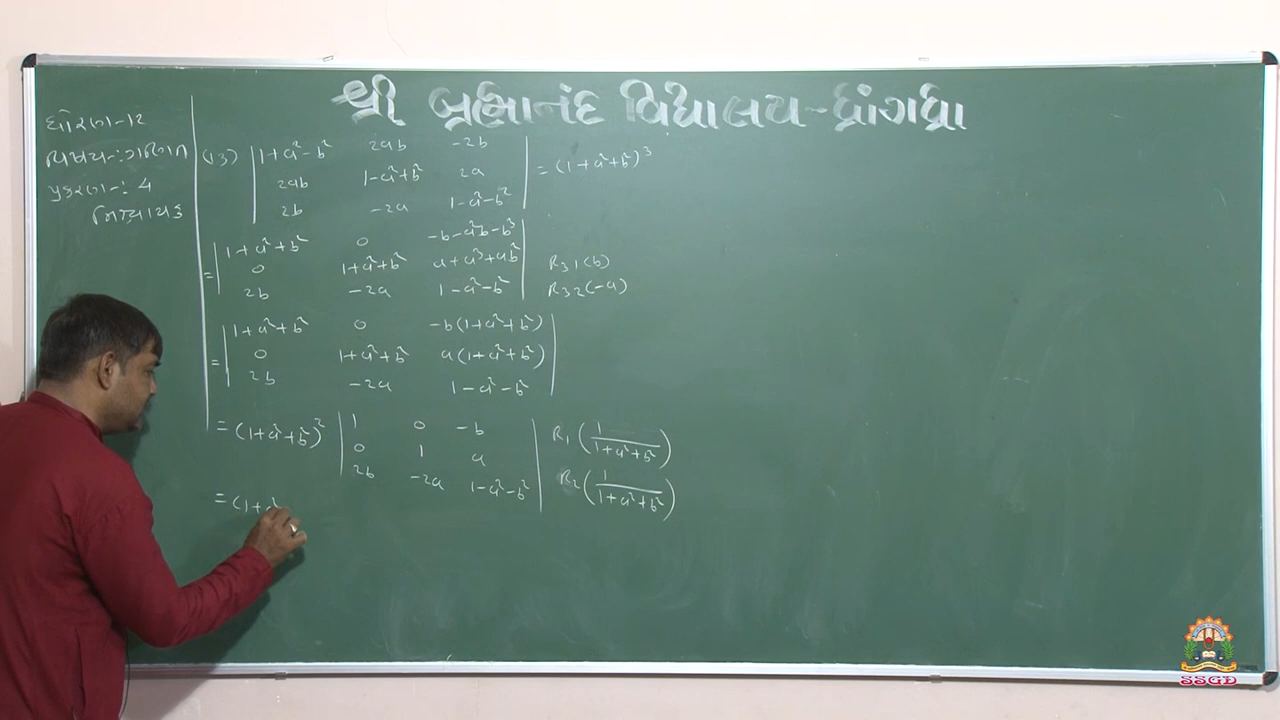 શ્રી બ્રહ્માનંદ વિદ્યાલય-ધ્રાંગધ્રા
ધોરણ-12
વિષય-:ગણિત
પ્રકરણ-: 4
નિશ્ચાયક
(13) | 1+a²-b² 2ab -2b |
| 2ab 1-a²+b² 2a | = (1+a²+b²)³
| 2b -2a 1-a²-b² |
| 1+a²+b² 0 -b-a²b-b³ |
= | 0 1+a²+b² a+a³+ab² | R₃₁(b)
| 2b -2a 1-a²-b² | R₃₂(-a)
| 1+a²+b² 0 -b(1+a²+b²) |
= | 0 1+a²+b² a(1+a²+b²) |
| 2b -2a 1-a²-b² |
= (1+a²+b²)² | 1 0 -b | R₁(1/(1+a²+b²))
| 0 1 a |
| 2b -2a 1-a²-b² | R₂(1/(1+a²+b²))
= (1+a²
SSGD